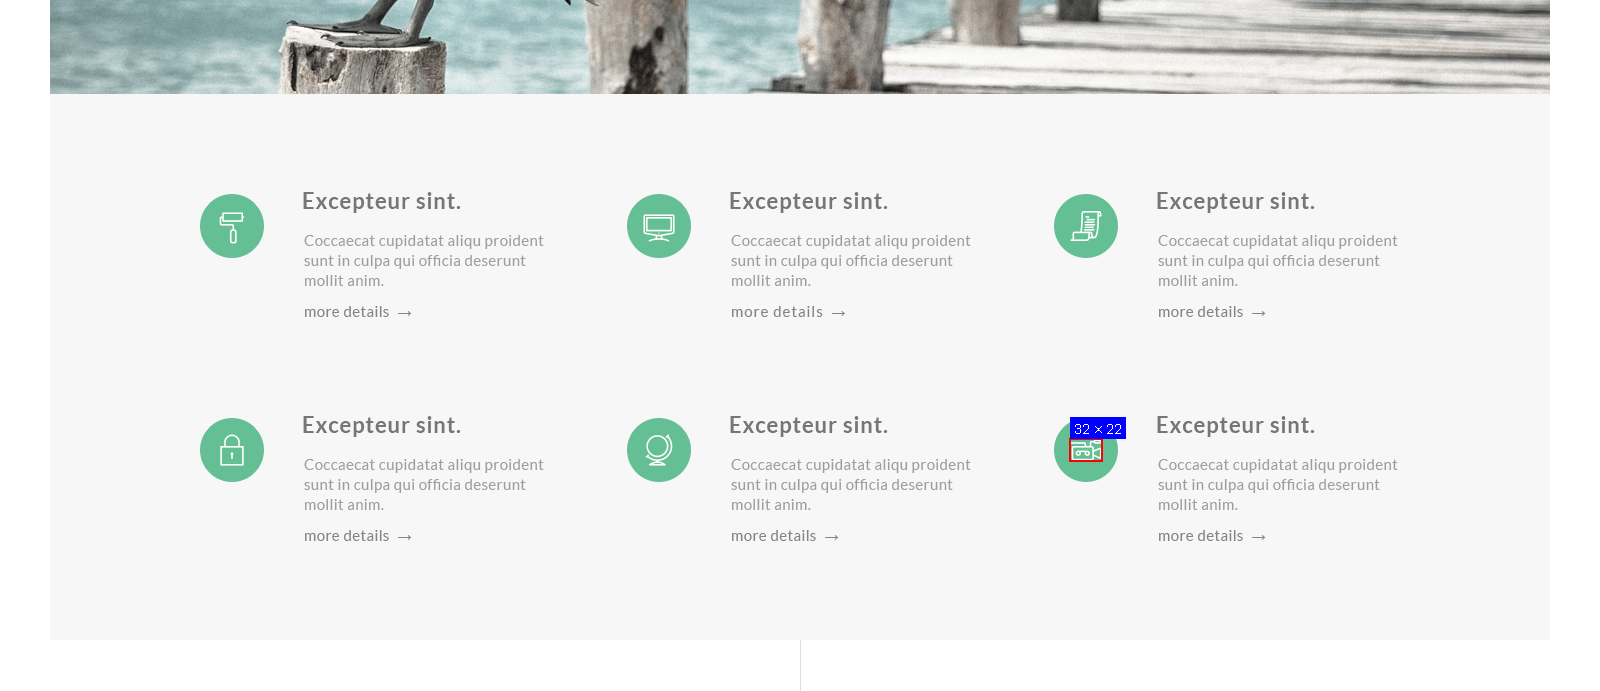 Excepteur sint.
Coccaecat cupidatat aliqu proident
sunt in culpa qui officia deserunt
mollit anim.
more details →
Excepteur sint.
Coccaecat cupidatat aliqu proident
sunt in culpa qui officia deserunt
mollit anim.
more details →
Excepteur sint.
Coccaecat cupidatat aliqu proident
sunt in culpa qui officia deserunt
mollit anim.
more details →
Excepteur sint.
Coccaecat cupidatat aliqu proident
sunt in culpa qui officia deserunt
mollit anim.
more details →
Excepteur sint.
Coccaecat cupidatat aliqu proident
sunt in culpa qui officia deserunt
mollit anim.
more details →
32 × 22
Excepteur sint.
Coccaecat cupidatat aliqu proident
sunt in culpa qui officia deserunt
mollit anim.
more details →